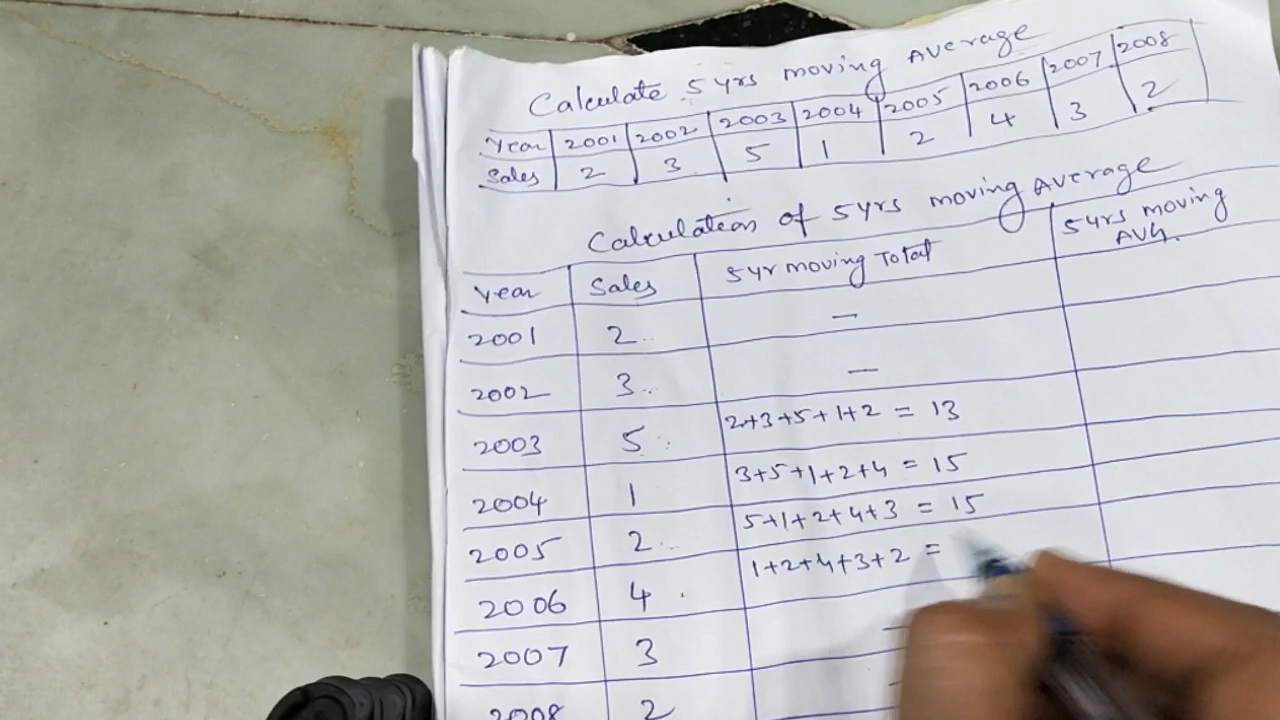 Calculate 5 yrs moving Average
Year 2001 2002 2003 2004 2005 2006 2007 2008
Sales 2 3 5 1 2 4 3 2
Calculation of 5 yrs moving Average
Year Sales 5 yr moving Total 5 yrs moving AVG.
2001 2 —
2002 3 —
2003 5 2+3+5+1+2 = 13
2004 1 3+5+1+2+4 = 15
2005 2 5+1+2+4+3 = 15
2006 4 1+2+4+3+2 =
2007 3 —
2008 2 —